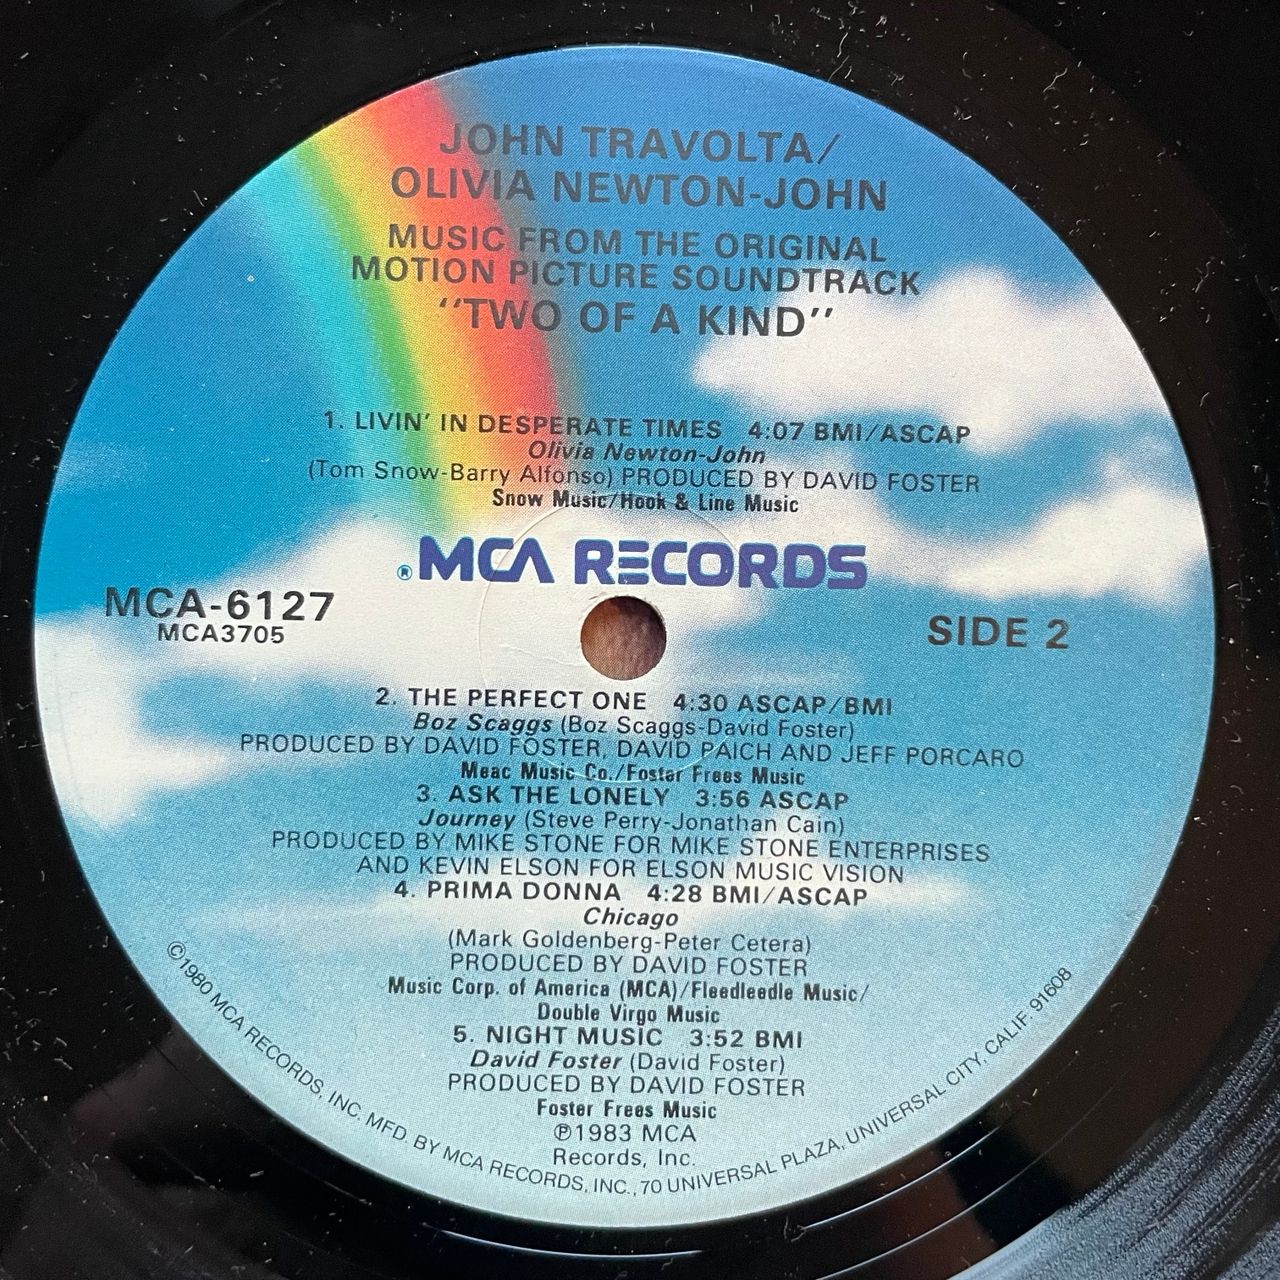 JOHN TRAVOLTA/
OLIVIA NEWTON-JOHN
MUSIC FROM THE ORIGINAL
MOTION PICTURE SOUNDTRACK
"TWO OF A KIND"
1. LIVIN' IN DESPERATE TIMES 4:07 BMI/ASCAP
Olivia Newton-John
(Tom Snow-Barry Alfonso) PRODUCED BY DAVID FOSTER
Snow Music/Hook & Line Music
® MCA RECORDS
MCA-6127
MCA3705
SIDE 2
2. THE PERFECT ONE 4:30 ASCAP/BMI
Boz Scaggs (Boz Scaggs-David Foster)
PRODUCED BY DAVID FOSTER, DAVID PAICH AND JEFF PORCARO
Meac Music Co./Foster Frees Music
3. ASK THE LONELY 3:56 ASCAP
Journey (Steve Perry-Jonathan Cain)
PRODUCED BY MIKE STONE FOR MIKE STONE ENTERPRISES
AND KEVIN ELSON FOR ELSON MUSIC VISION
4. PRIMA DONNA 4:28 BMI/ASCAP
Chicago
(Mark Goldenberg-Peter Cetera)
PRODUCED BY DAVID FOSTER
Music Corp. of America (MCA)/Fleedleedle Music/
Double Virgo Music
5. NIGHT MUSIC 3:52 BMI
David Foster (David Foster)
PRODUCED BY DAVID FOSTER
Foster Frees Music
℗1983 MCA
Records, Inc.
©1980 MCA RECORDS, INC. MFD. BY MCA RECORDS, INC., 70 UNIVERSAL PLAZA, UNIVERSAL CITY, CALIF. 91608